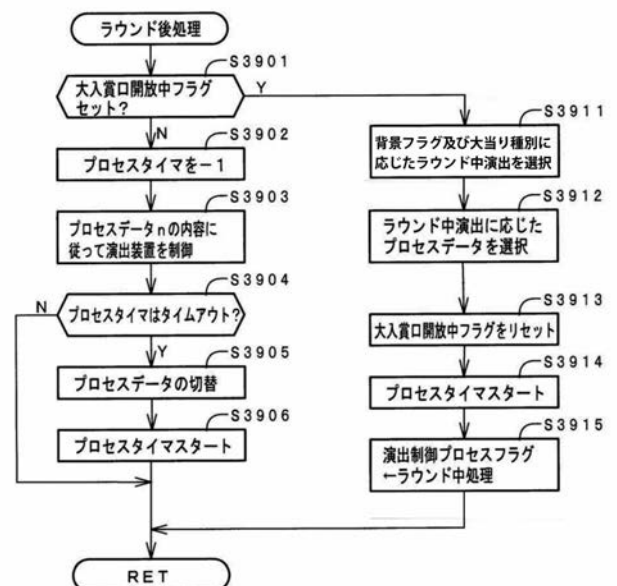 ラウンド後処理
S3901
大入賞口開放中フラグ
セット?
Y
N
S3902
プロセスタイマを－1
S3903
プロセスデータnの内容に
従って演出装置を制御
S3904
N
プロセスタイマはタイムアウト?
Y
S3905
プロセスデータの切替
S3906
プロセスタイマスタート
S3911
背景フラグ及び大当り種別に
応じたラウンド中演出を選択
S3912
ラウンド中演出に応じた
プロセスデータを選択
S3913
大入賞口開放中フラグをリセット
S3914
プロセスタイマスタート
S3915
演出制御プロセスフラグ
←ラウンド中処理
RET